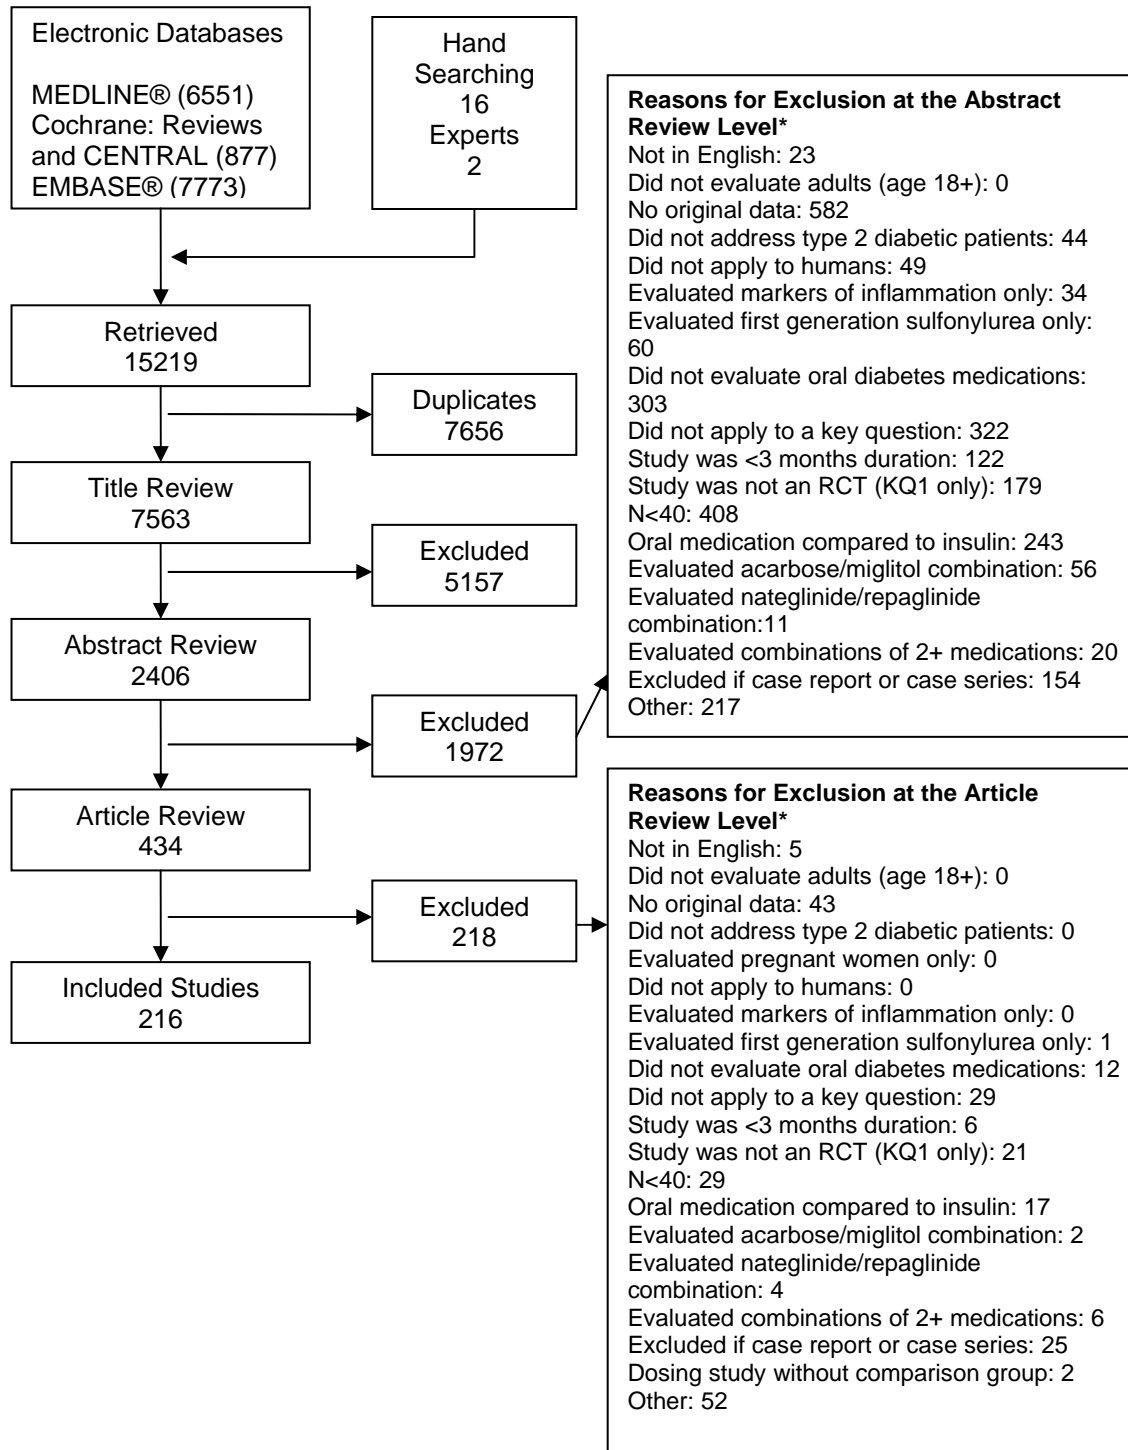 Electronic Databases
MEDLINE® (6551)
Cochrane: Reviews
and CENTRAL (877)
EMBASE® (7773)
Hand
Searching
16
Experts
2
Retrieved
15219
Duplicates
7656
Title Review
7563
Excluded
5157
Abstract Review
2406
Excluded
1972
Article Review
434
Excluded
218
Included Studies
216
Reasons for Exclusion at the Abstract
Review Level*
Not in English: 23
Did not evaluate adults (age 18+): 0
No original data: 582
Did not address type 2 diabetic patients: 44
Did not apply to humans: 49
Evaluated markers of inflammation only: 34
Evaluated first generation sulfonylurea only:
60
Did not evaluate oral diabetes medications:
303
Did not apply to a key question: 322
Study was <3 months duration: 122
Study was not an RCT (KQ1 only): 179
N<40: 408
Oral medication compared to insulin: 243
Evaluated acarbose/miglitol combination: 56
Evaluated nateglinide/repaglinide
combination:11
Evaluated combinations of 2+ medications: 20
Excluded if case report or case series: 154
Other: 217
Reasons for Exclusion at the Article
Review Level*
Not in English: 5
Did not evaluate adults (age 18+): 0
No original data: 43
Did not address type 2 diabetic patients: 0
Evaluated pregnant women only: 0
Did not apply to humans: 0
Evaluated markers of inflammation only: 0
Evaluated first generation sulfonylurea only: 1
Did not evaluate oral diabetes medications: 12
Did not apply to a key question: 29
Study was <3 months duration: 6
Study was not an RCT (KQ1 only): 21
N<40: 29
Oral medication compared to insulin: 17
Evaluated acarbose/miglitol combination: 2
Evaluated nateglinide/repaglinide
combination: 4
Evaluated combinations of 2+ medications: 6
Excluded if case report or case series: 25
Dosing study without comparison group: 2
Other: 52